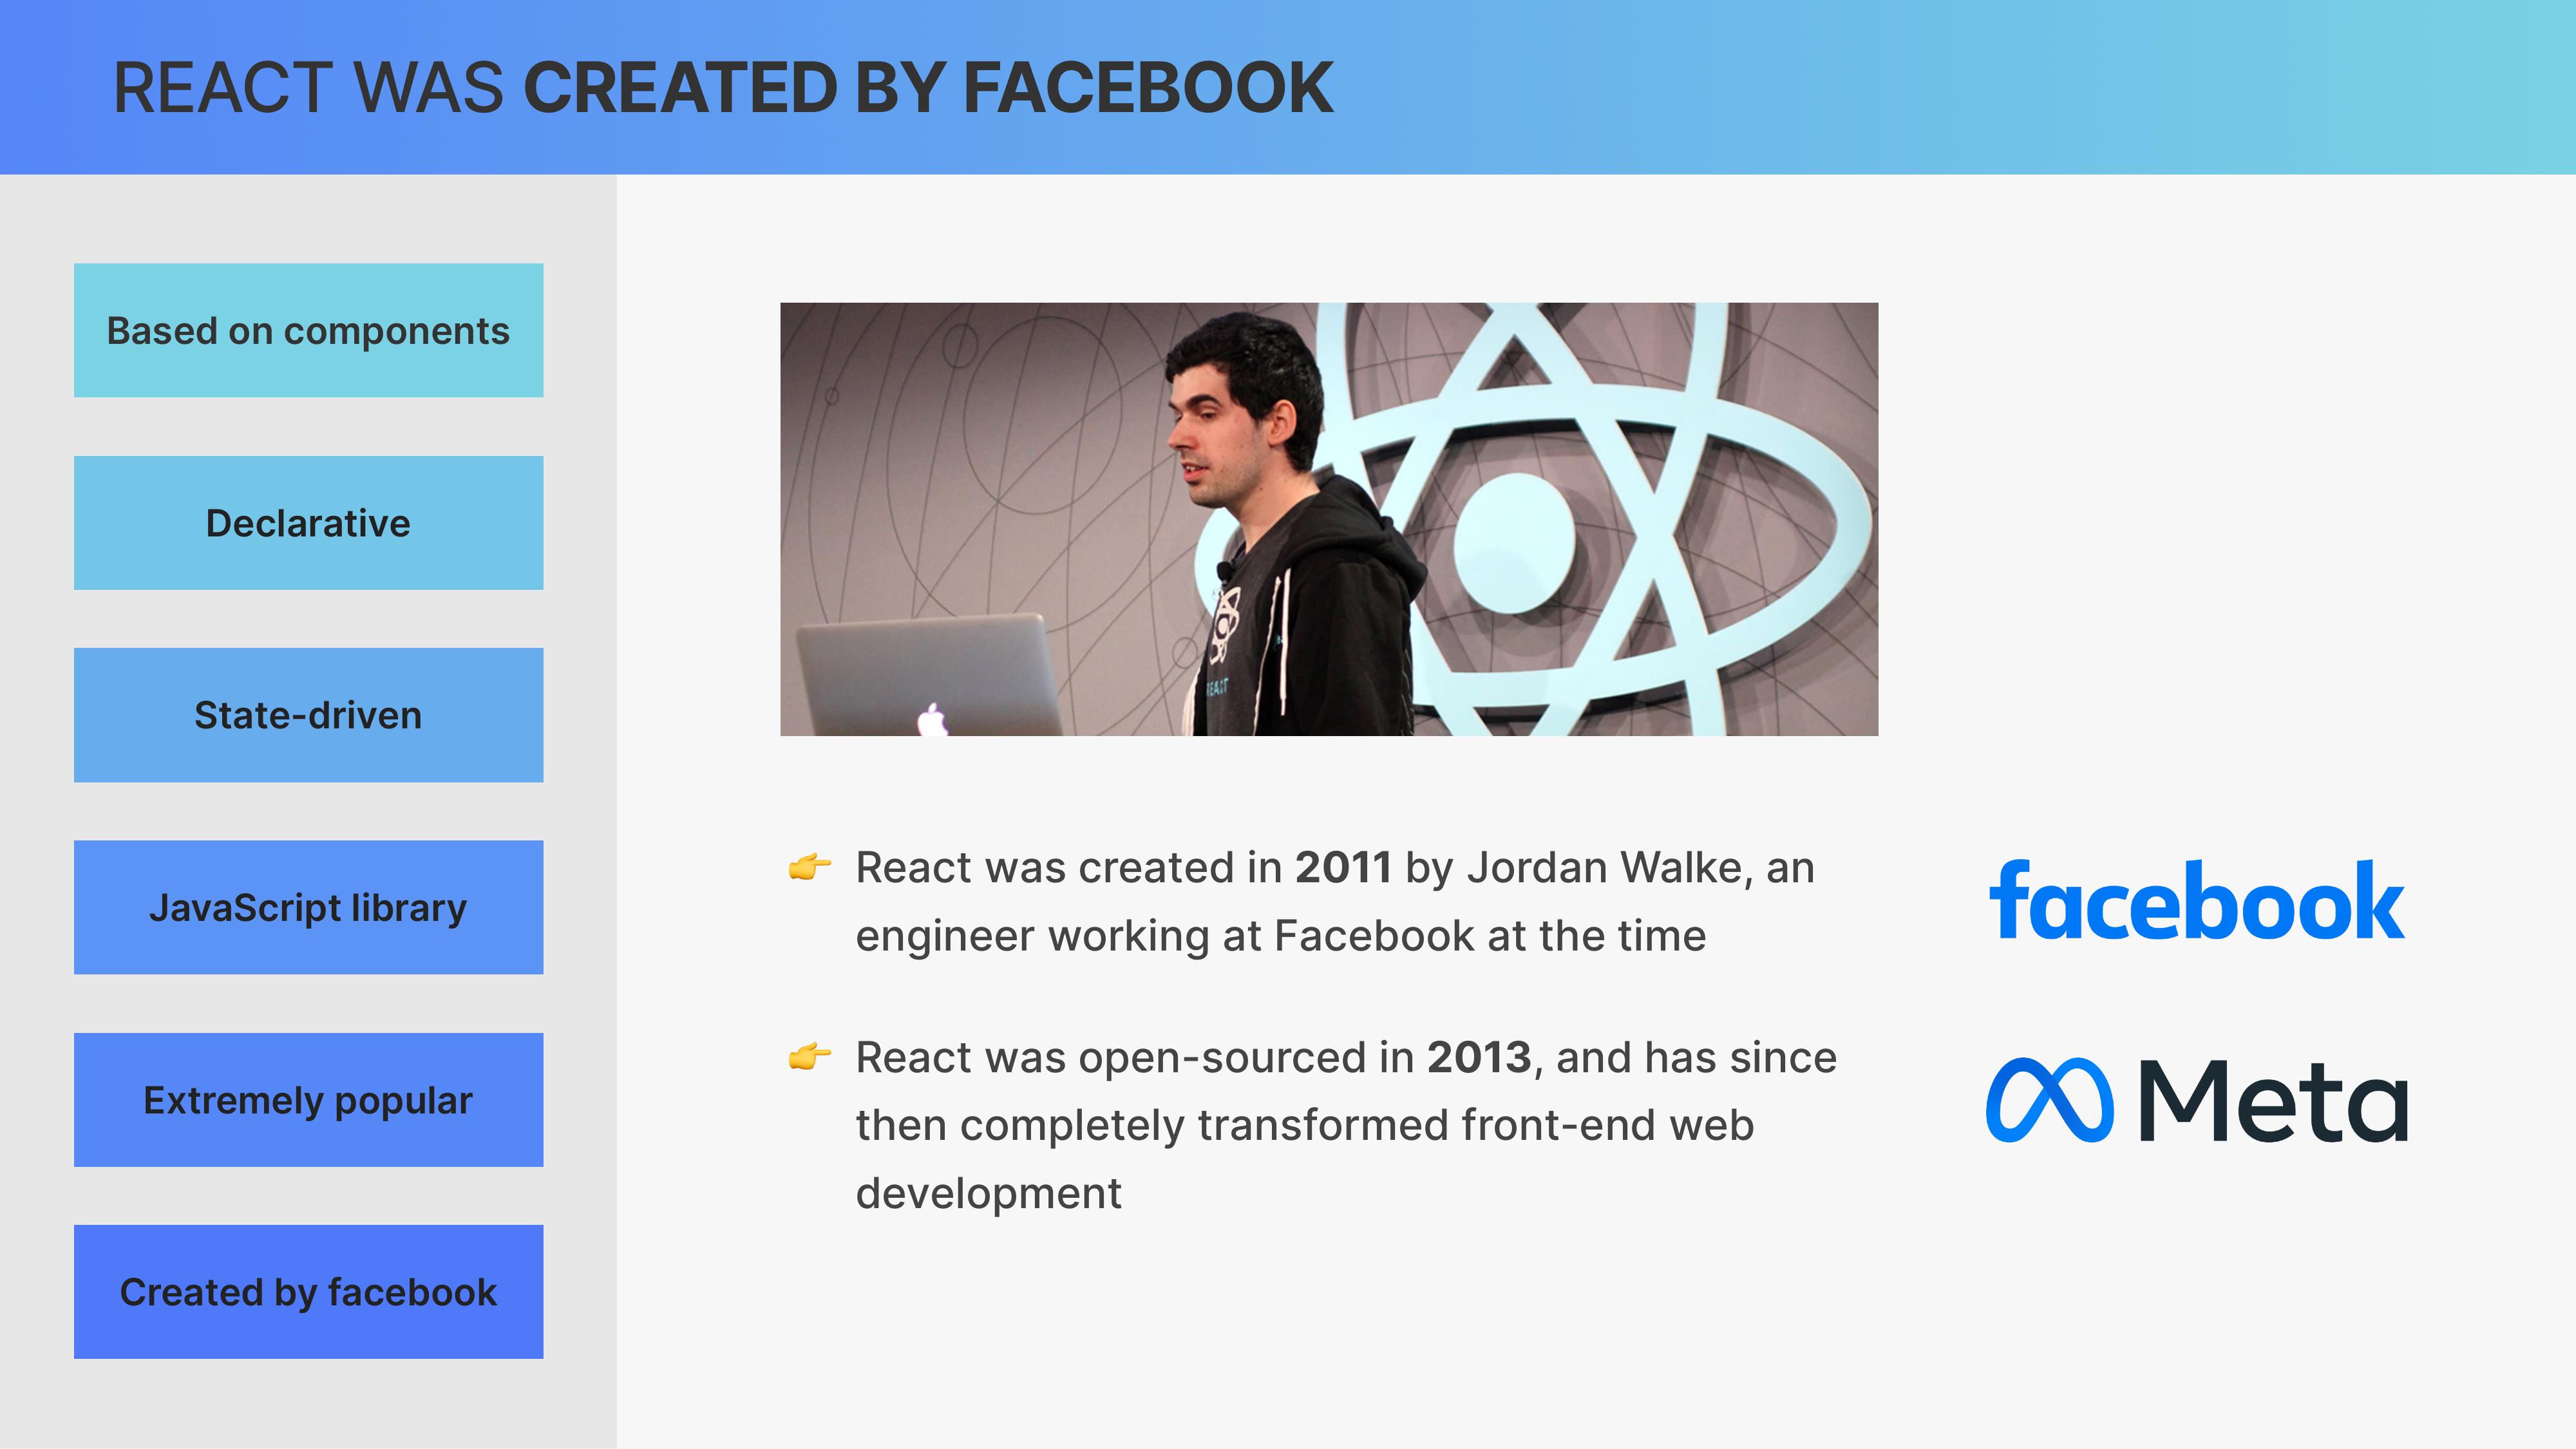 REACT WAS CREATED BY FACEBOOK
Based on components
Declarative
State-driven
JavaScript library
Extremely popular
Created by facebook
REACT
👉 React was created in 2011 by Jordan Walke, an
engineer working at Facebook at the time
👉 React was open-sourced in 2013, and has since
then completely transformed front-end web
development
facebook
Meta